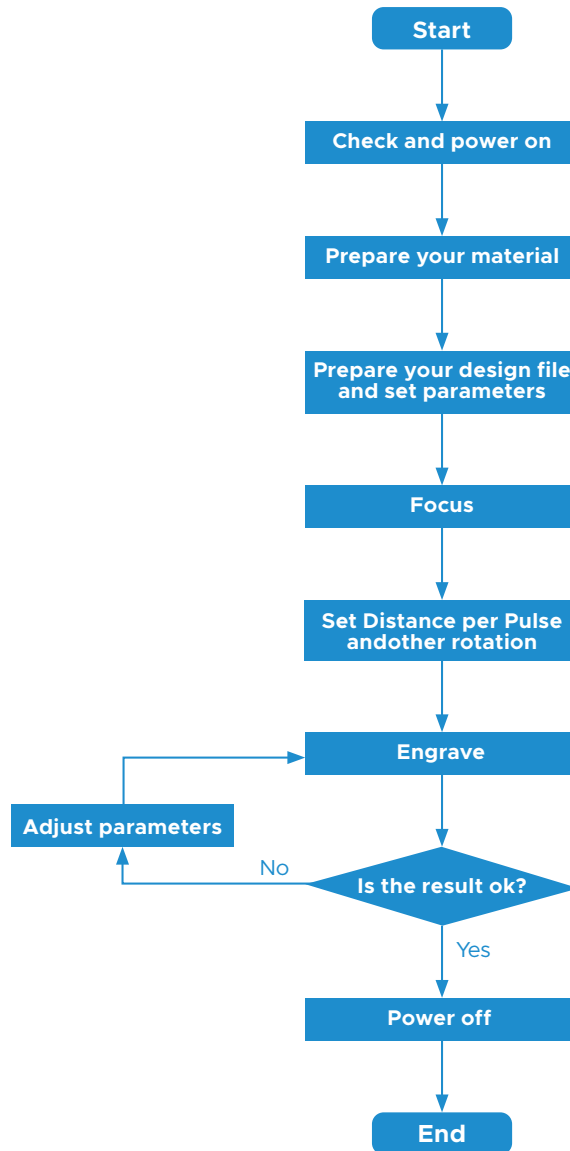 Start
Check and power on
Prepare your material
Prepare your design file
and set parameters
Focus
Set Distance per Pulse
andother rotation
Engrave
Adjust parameters
No
Is the result ok?
Yes
Power off
End